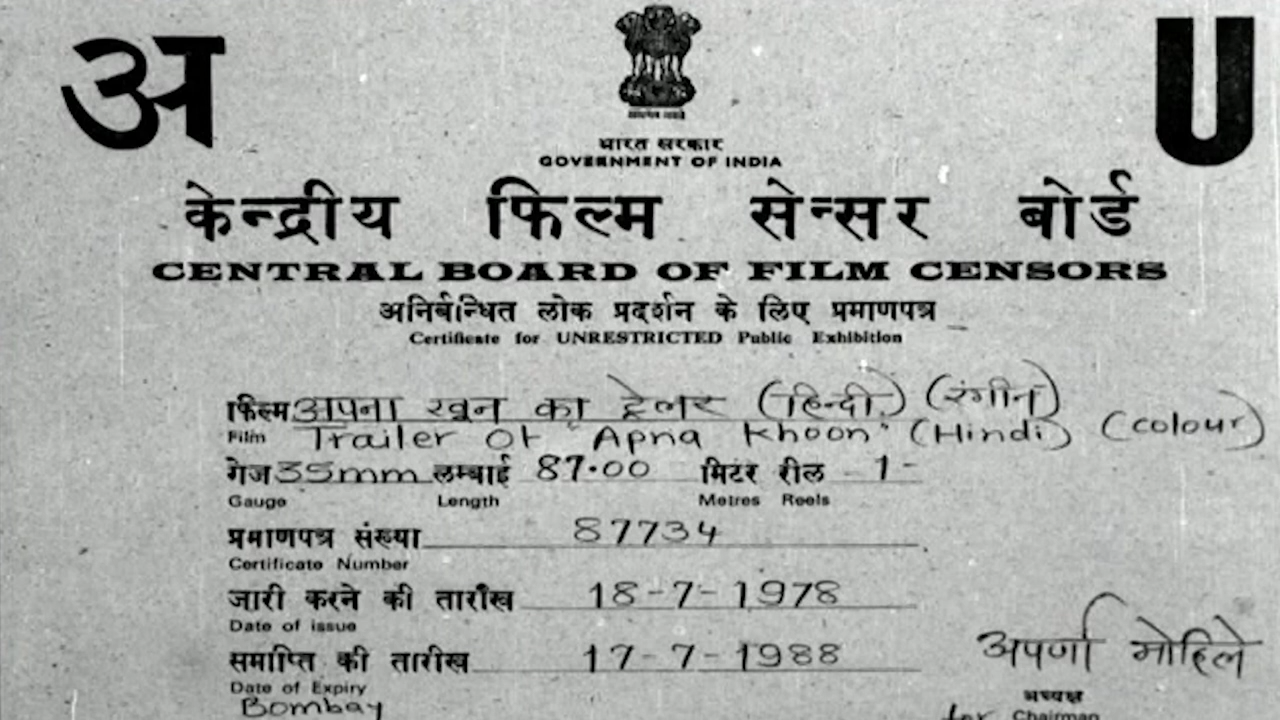 अ U
भारत सरकार
GOVERNMENT OF INDIA
केन्द्रीय फिल्म सेन्सर बोर्ड
CENTRAL BOARD OF FILM CENSORS
अनिर्बन्धित लोक प्रदर्शन के लिए प्रमाणपत्र
Certificate for UNRESTRICTED Public Exhibition
फिल्म अपना खून का ट्रेलर (हिन्दी) (रंगीन)
Film Trailer of "Apna Khoon" (Hindi) (colour)
गेज 35mm लम्बाई 87.00 मिटर रील -1-
Gauge Length Metres Reels
प्रमाणपत्र संख्या 87734
Certificate Number
जारी करने की तारीख 18-7-1978
Date of issue
समाप्ति की तारीख 17-7-1988
Date of Expiry
अपर्णा मोहिले
Bombay
अध्यक्ष
for Chairman